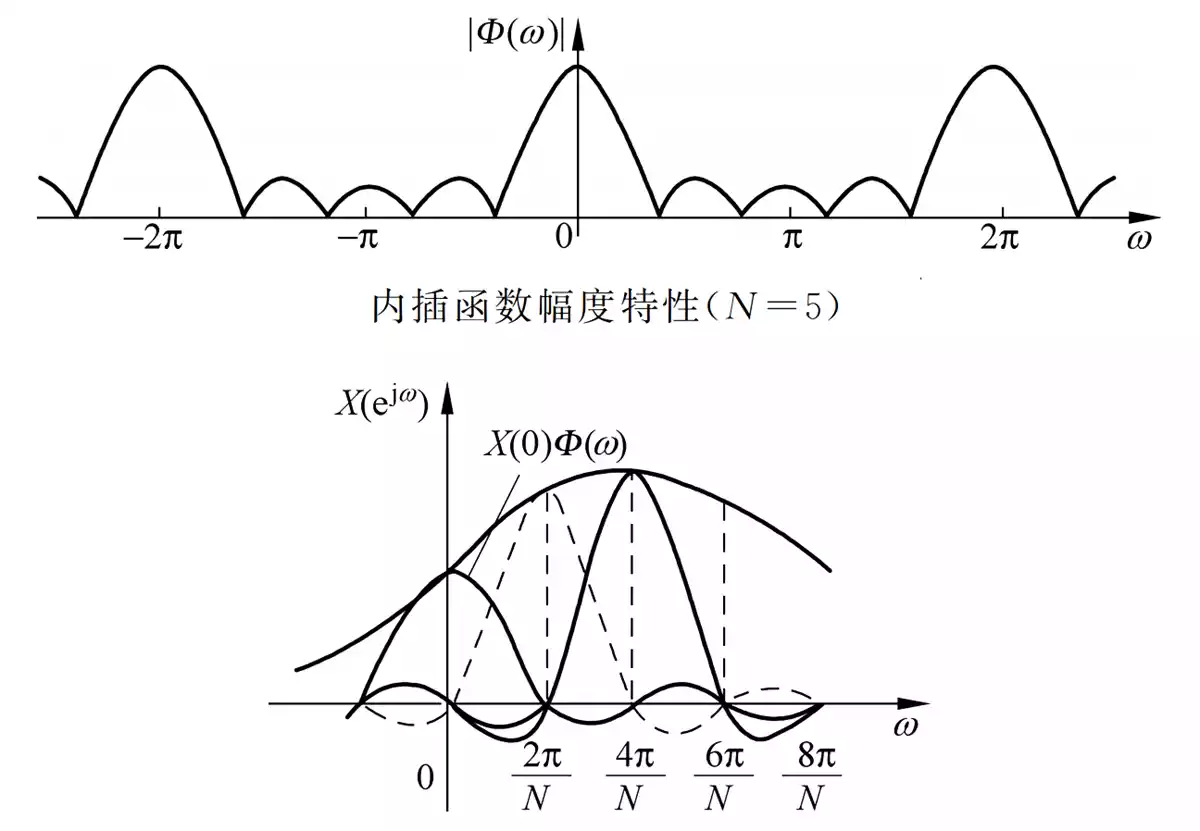 |Φ(ω)|
−2π −π 0 π 2π ω
内插函数幅度特性(N=5)
X(e^jω)
X(0)Φ(ω)
ω
0 2π/N 4π/N 6π/N 8π/N